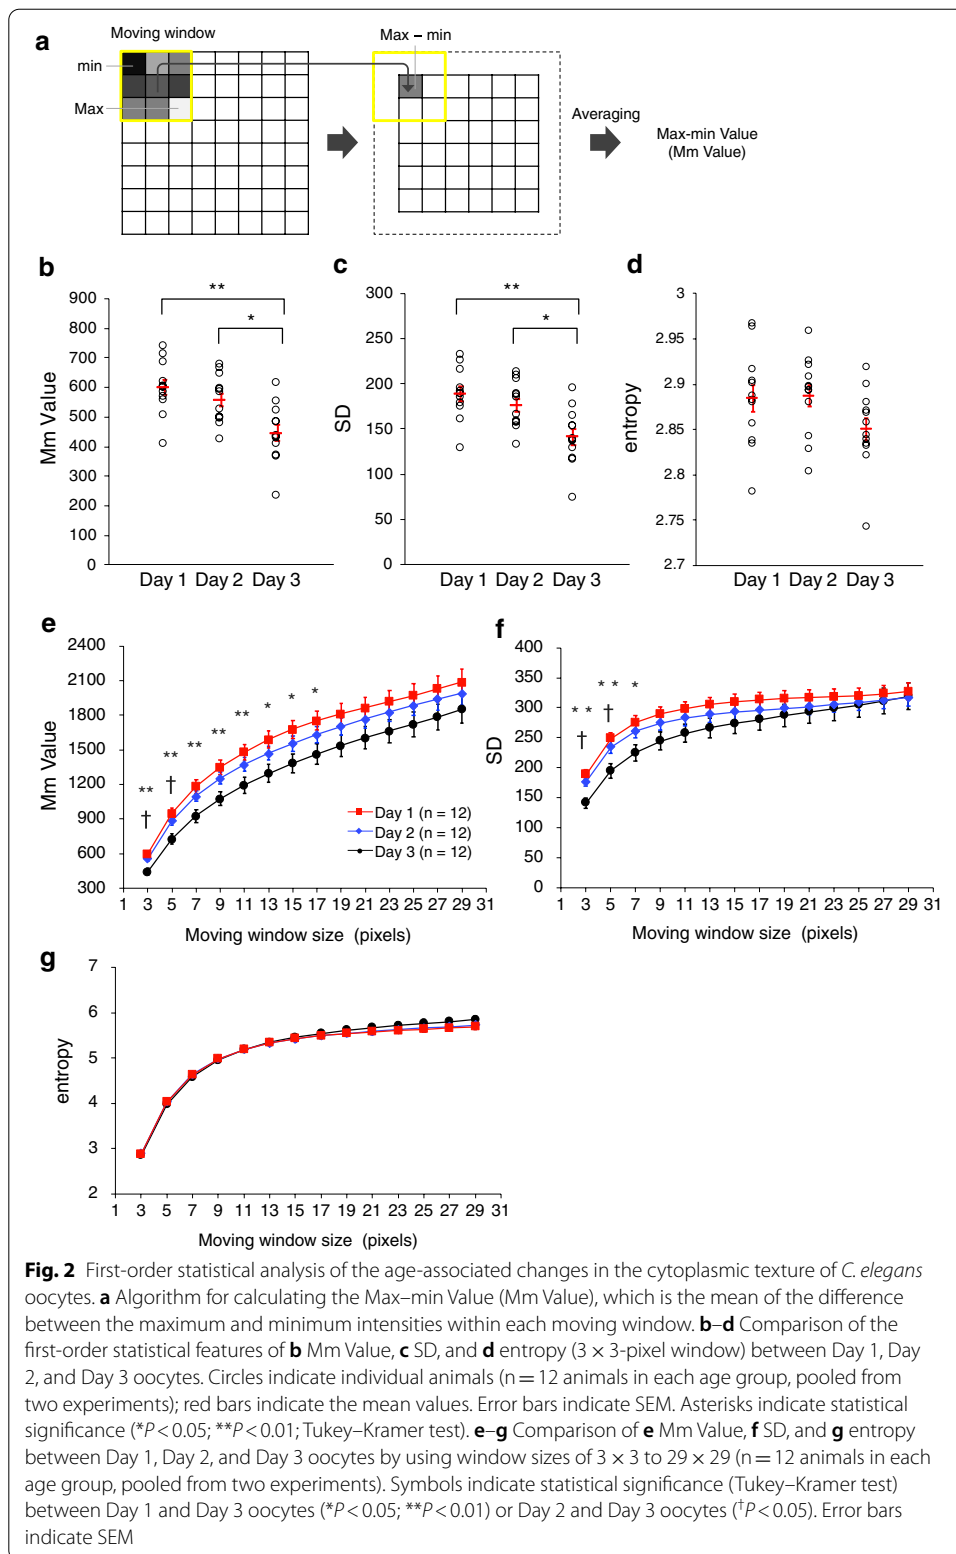 a
Moving window
min
Max
Max – min
Averaging
Max-min Value
(Mm Value)
b
900
800
700
600
500
400
300
200
100
0
Mm Value
**
*
Day 1 Day 2 Day 3
c
300
250
200
150
100
50
0
SD
**
*
Day 1 Day 2 Day 3
d
3
2.95
2.9
2.85
2.8
2.75
2.7
entropy
Day 1 Day 2 Day 3
e
2400
2100
1800
1500
1200
900
600
300
Mm Value
** ** ** ** ** * * *
† †
Day 1 (n = 12)
Day 2 (n = 12)
Day 3 (n = 12)
1 3 5 7 9 11 13 15 17 19 21 23 25 27 29 31
Moving window size (pixels)
f
400
350
300
250
200
150
100
50
0
SD
** ** *
† †
1 3 5 7 9 11 13 15 17 19 21 23 25 27 29 31
Moving window size (pixels)
g
7
6
5
4
3
2
entropy
1 3 5 7 9 11 13 15 17 19 21 23 25 27 29 31
Moving window size (pixels)
Fig. 2 First-order statistical analysis of the age-associated changes in the cytoplasmic texture of C. elegans
oocytes. a Algorithm for calculating the Max–min Value (Mm Value), which is the mean of the difference
between the maximum and minimum intensities within each moving window. b–d Comparison of the
first-order statistical features of b Mm Value, c SD, and d entropy (3 × 3-pixel window) between Day 1, Day
2, and Day 3 oocytes. Circles indicate individual animals (n = 12 animals in each age group, pooled from
two experiments); red bars indicate the mean values. Error bars indicate SEM. Asterisks indicate statistical
significance (*P < 0.05; **P < 0.01; Tukey–Kramer test). e–g Comparison of e Mm Value, f SD, and g entropy
between Day 1, Day 2, and Day 3 oocytes by using window sizes of 3 × 3 to 29 × 29 (n = 12 animals in each
age group, pooled from two experiments). Symbols indicate statistical significance (Tukey–Kramer test)
between Day 1 and Day 3 oocytes (*P < 0.05; **P < 0.01) or Day 2 and Day 3 oocytes (†P < 0.05). Error bars
indicate SEM